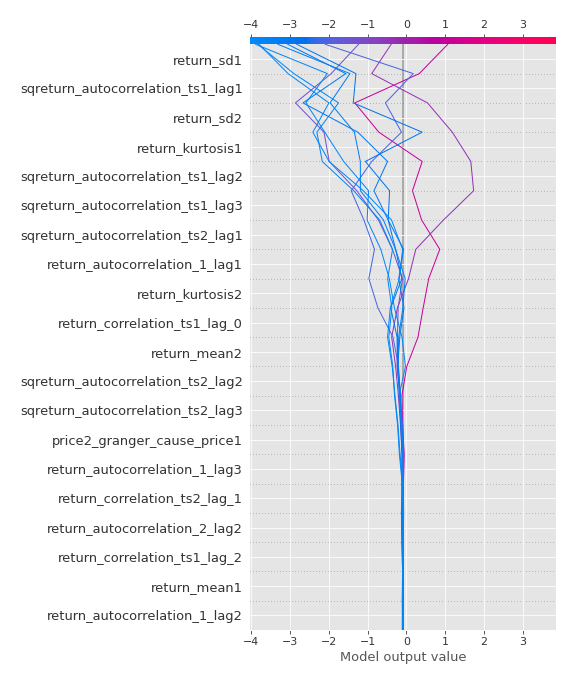 −4 −3 −2 −1 0 1 2 3
return_sd1
sqreturn_autocorrelation_ts1_lag1
return_sd2
return_kurtosis1
sqreturn_autocorrelation_ts1_lag2
sqreturn_autocorrelation_ts1_lag3
sqreturn_autocorrelation_ts2_lag1
return_autocorrelation_1_lag1
return_kurtosis2
return_correlation_ts1_lag_0
return_mean2
sqreturn_autocorrelation_ts2_lag2
sqreturn_autocorrelation_ts2_lag3
price2_granger_cause_price1
return_autocorrelation_1_lag3
return_correlation_ts2_lag_1
return_autocorrelation_2_lag2
return_correlation_ts1_lag_2
return_mean1
return_autocorrelation_1_lag2
−4 −3 −2 −1 0 1 2 3
Model output value